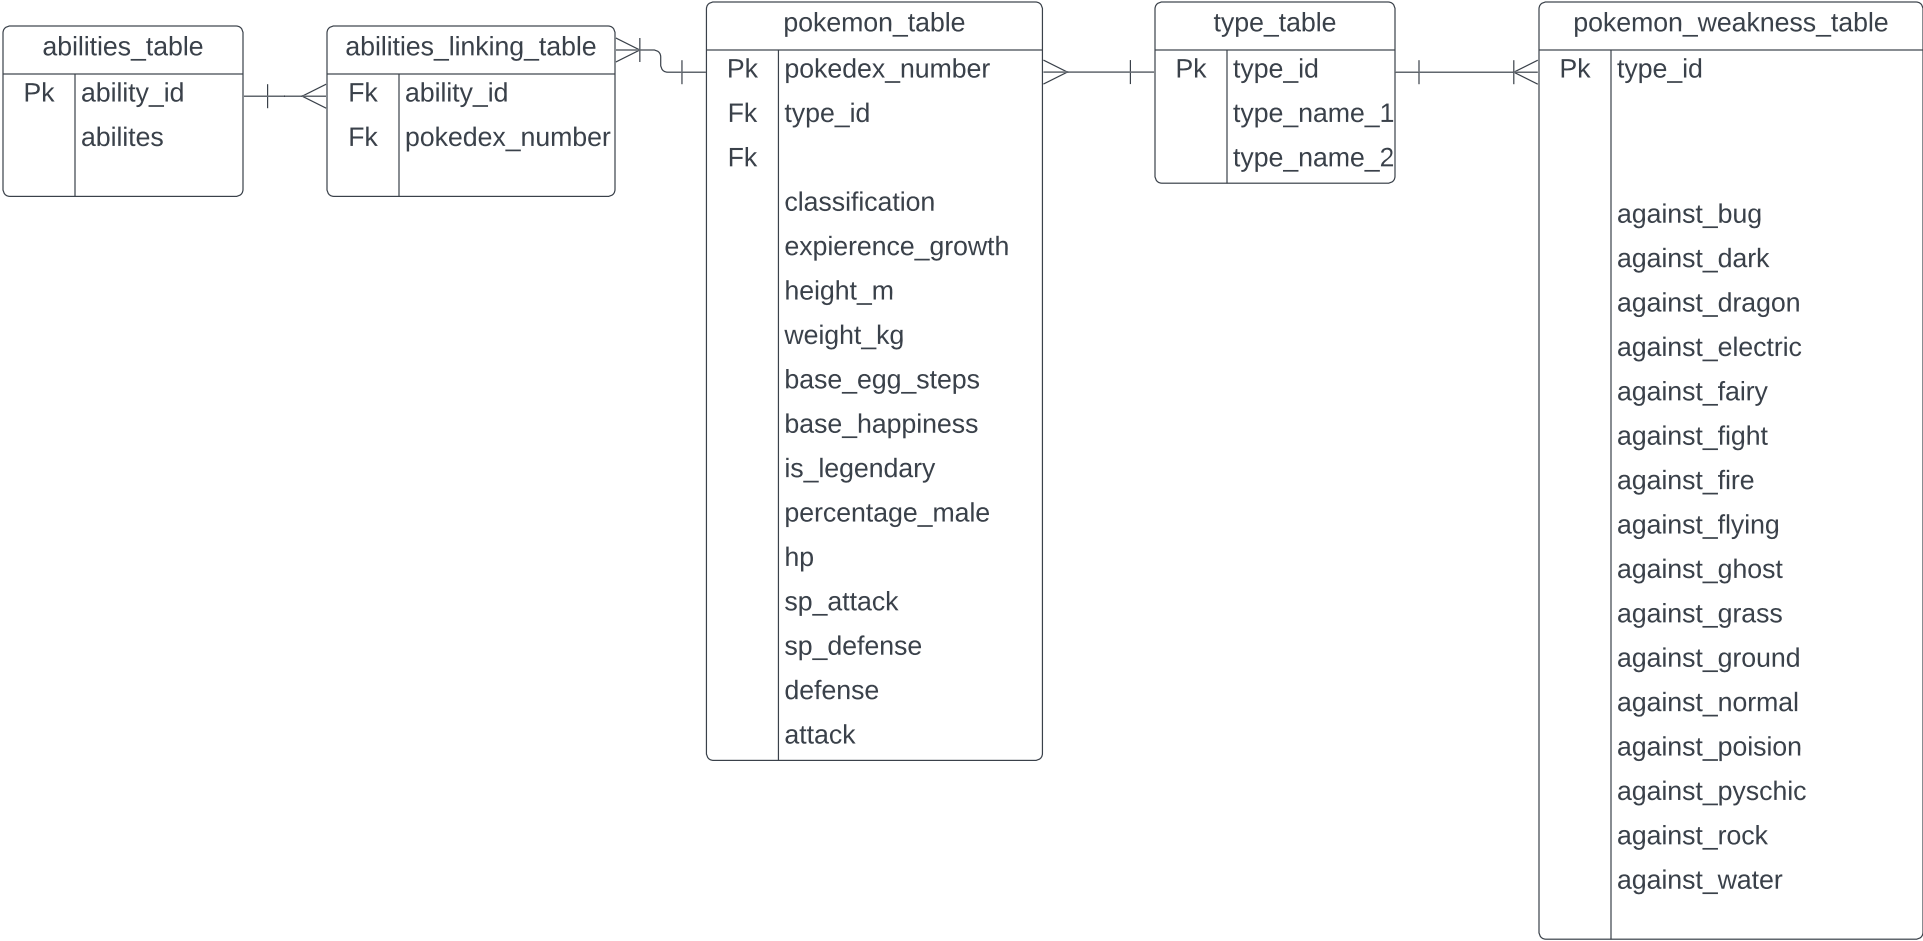 abilities_table
Pk ability_id
abilites
abilities_linking_table
Fk ability_id
Fk pokedex_number
pokemon_table
Pk pokedex_number
Fk type_id
Fk
classification
expierence_growth
height_m
weight_kg
base_egg_steps
base_happiness
is_legendary
percentage_male
hp
sp_attack
sp_defense
defense
attack
type_table
Pk type_id
type_name_1
type_name_2
pokemon_weakness_table
Pk type_id
against_bug
against_dark
against_dragon
against_electric
against_fairy
against_fight
against_fire
against_flying
against_ghost
against_grass
against_ground
against_normal
against_poision
against_pyschic
against_rock
against_water